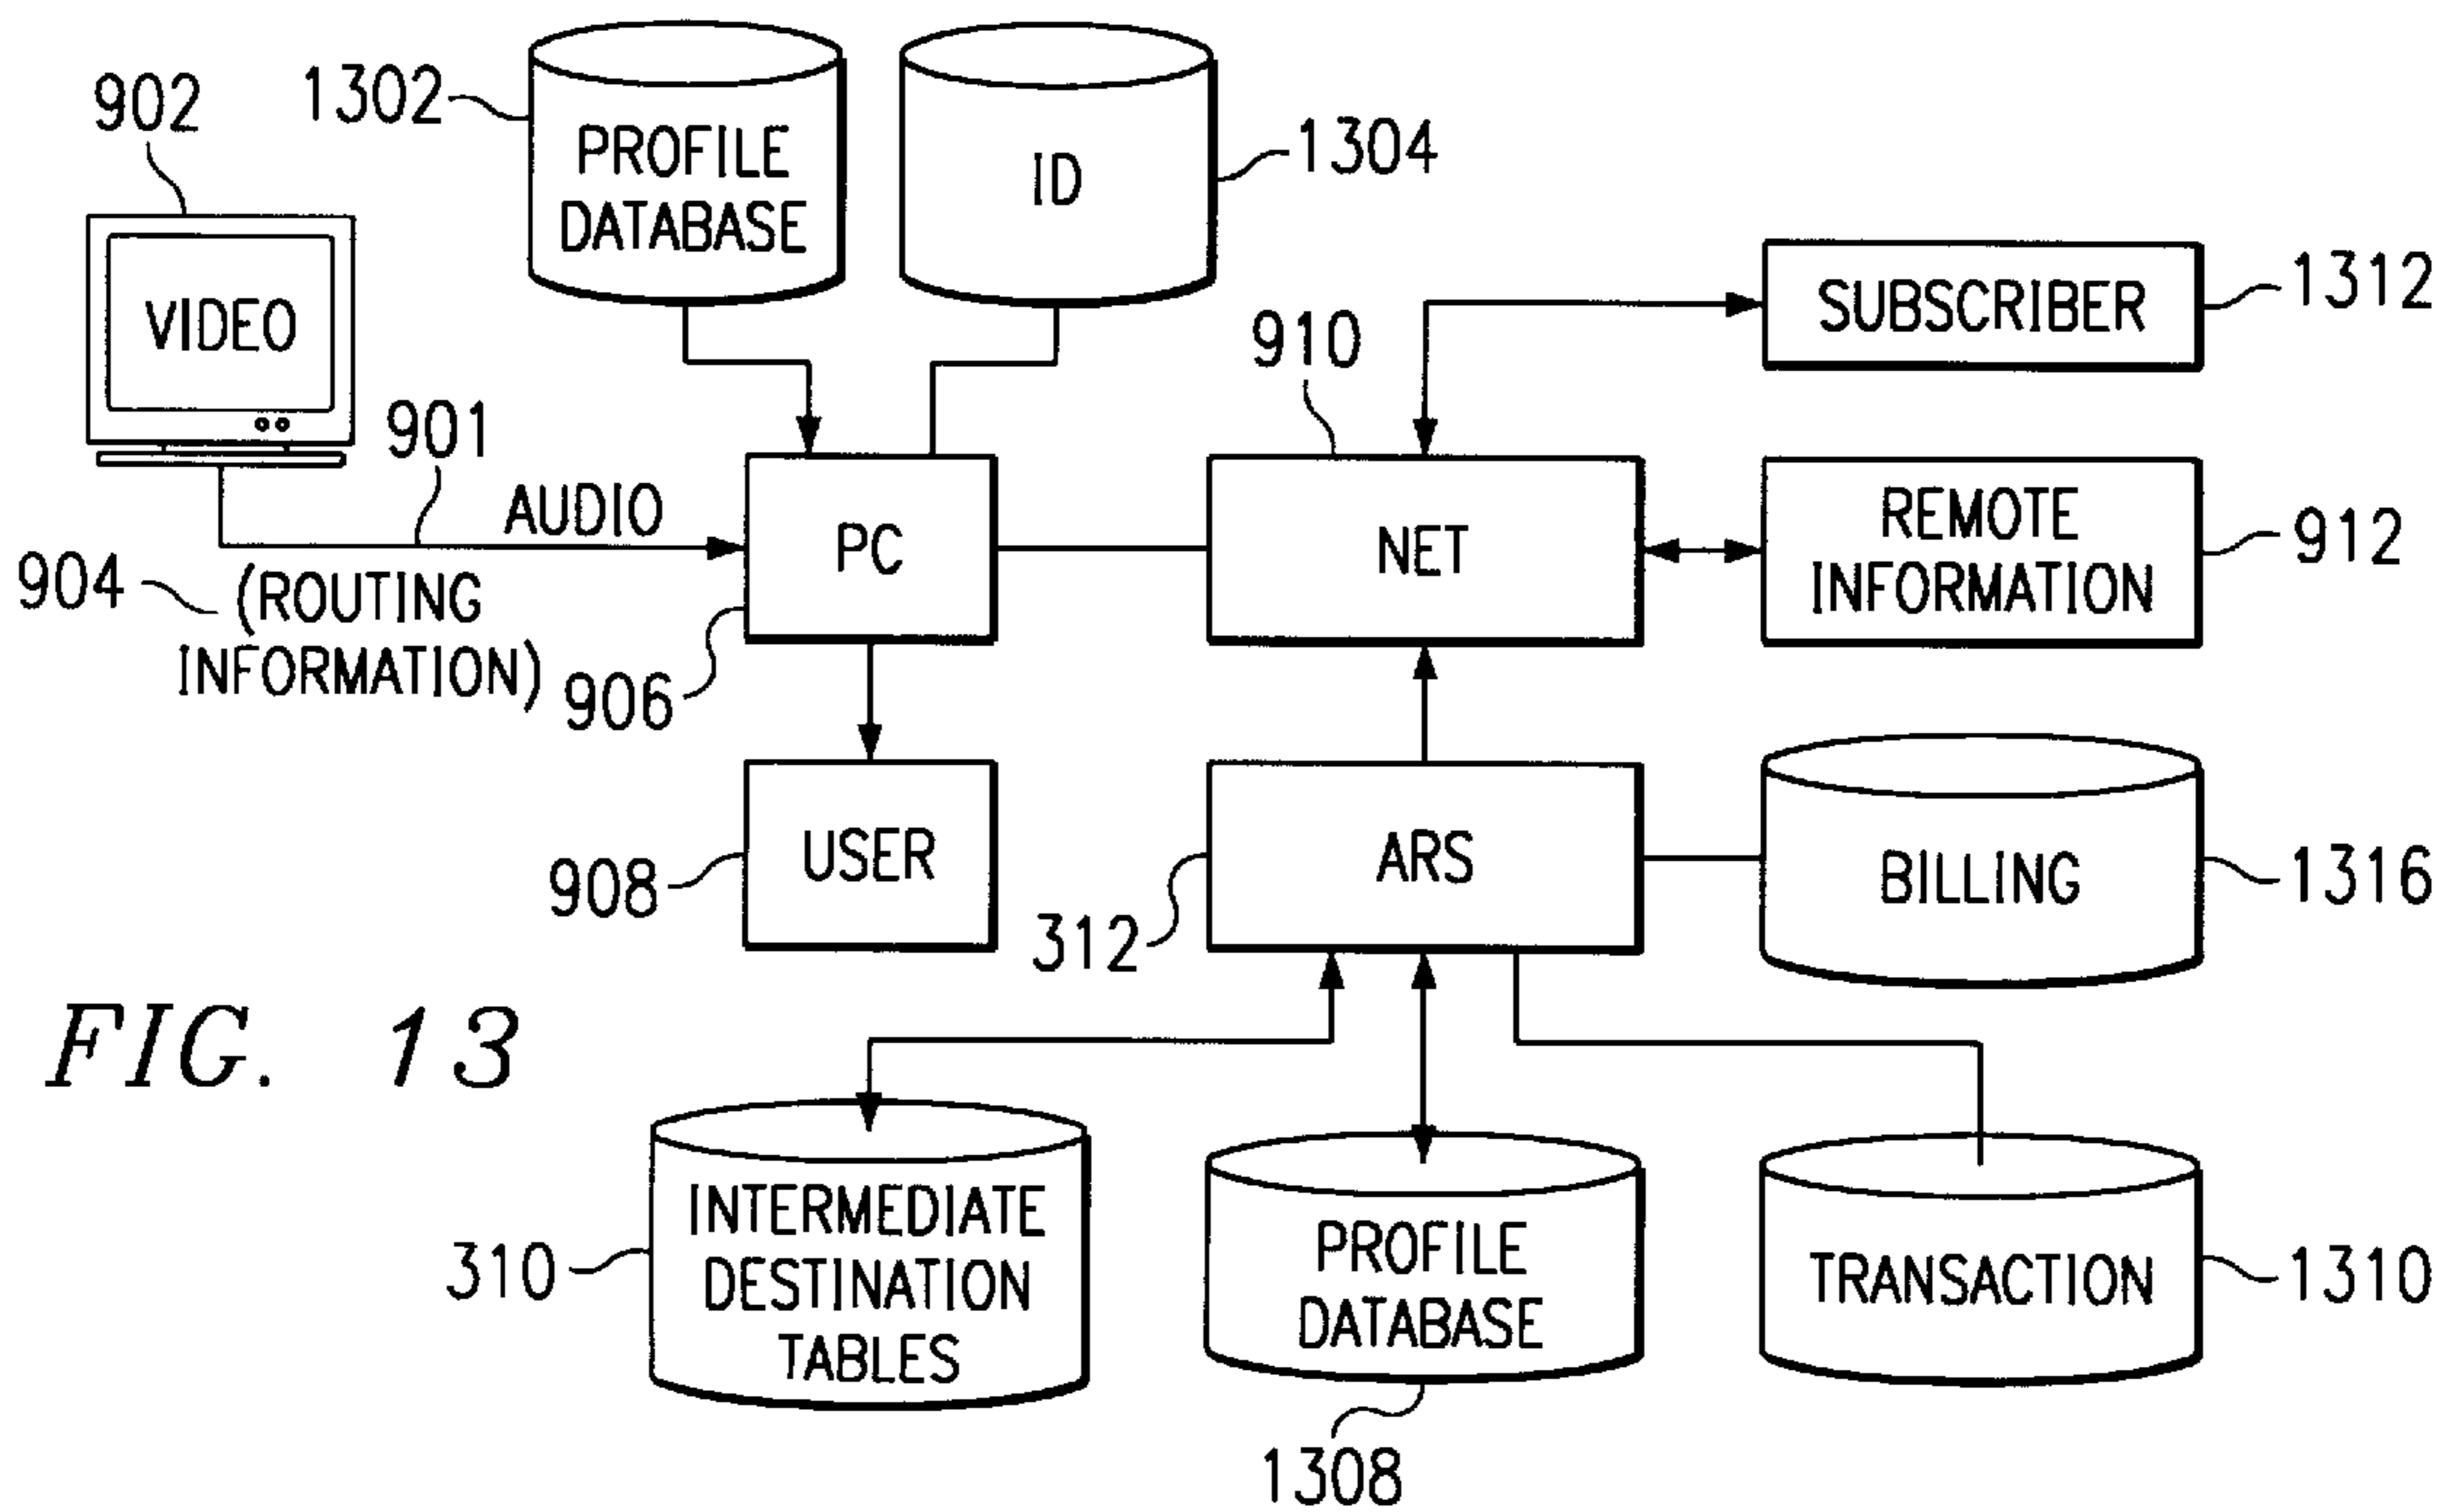 902
1302
PROFILE
DATABASE
ID
1304
VIDEO
SUBSCRIBER
1312
910
901
AUDIO
904
(ROUTING
INFORMATION)
906
PC
NET
REMOTE
INFORMATION
912
USER
908
ARS
312
BILLING
1316
FIG. 13
INTERMEDIATE
DESTINATION
TABLES
310
PROFILE
DATABASE
1308
TRANSACTION
1310